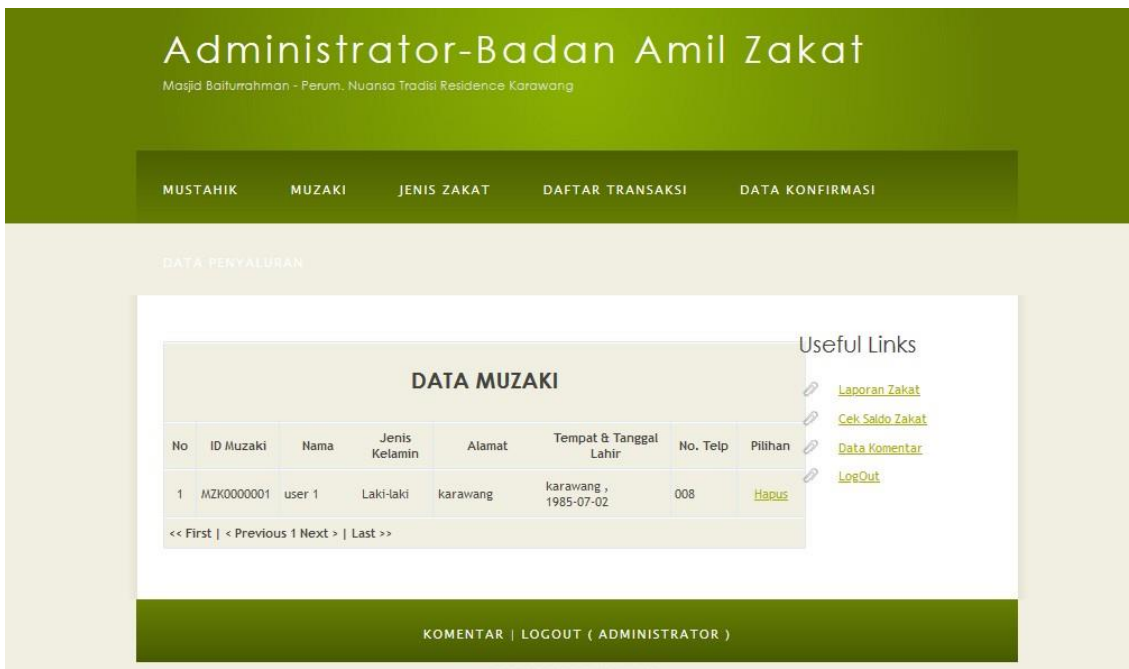 Administrator-Badan Amil Zakat
Masjid Baiturrahman - Perum. Nuansa Tradisi Residence Karawang
MUSTAHIK MUZAKI JENIS ZAKAT DAFTAR TRANSAKSI DATA KONFIRMASI
DATA PENYALURAN
DATA MUZAKI
No ID Muzaki Nama Jenis Kelamin Alamat Tempat & Tanggal Lahir No. Telp Pilihan
1 MZK0000001 user 1 Laki-laki karawang karawang , 1985-07-02 008 Hapus
<< First | < Previous 1 Next > | Last >>
Useful Links
Laporan Zakat
Cek Saldo Zakat
Data Komentar
LogOut
KOMENTAR | LOGOUT ( ADMINISTRATOR )